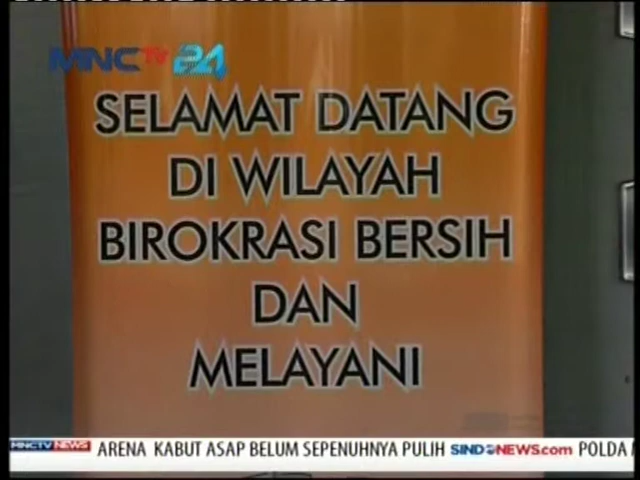 MNCTV 24
SELAMAT DATANG
DI WILAYAH
BIROKRASI BERSIH
DAN
MELAYANI
MNCTV NEWS ARENA KABUT ASAP BELUM SEPENUHNYA PULIH SINDONEWS.com POLDA